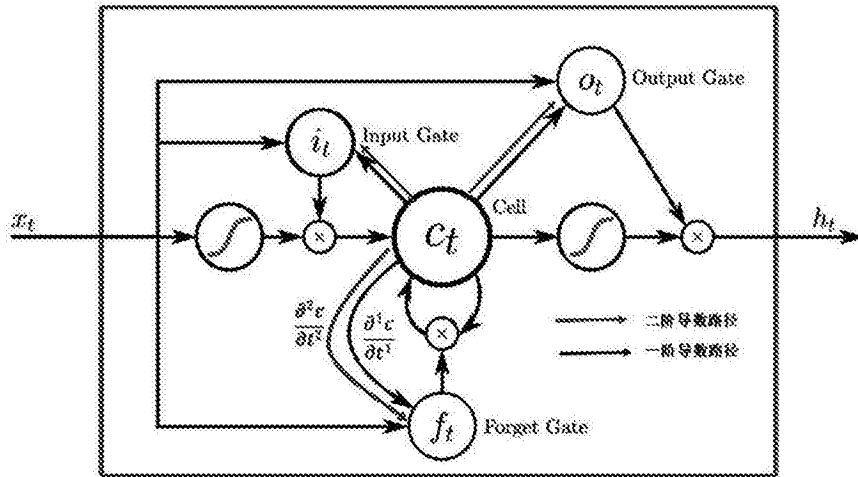 o_t Output Gate
i_t Input Gate
x_t
Cell
c_t
h_t
×
×
×
∂²c/∂t²
∂¹c/∂t¹
二阶导数路径
一阶导数路径
f_t Forget Gate